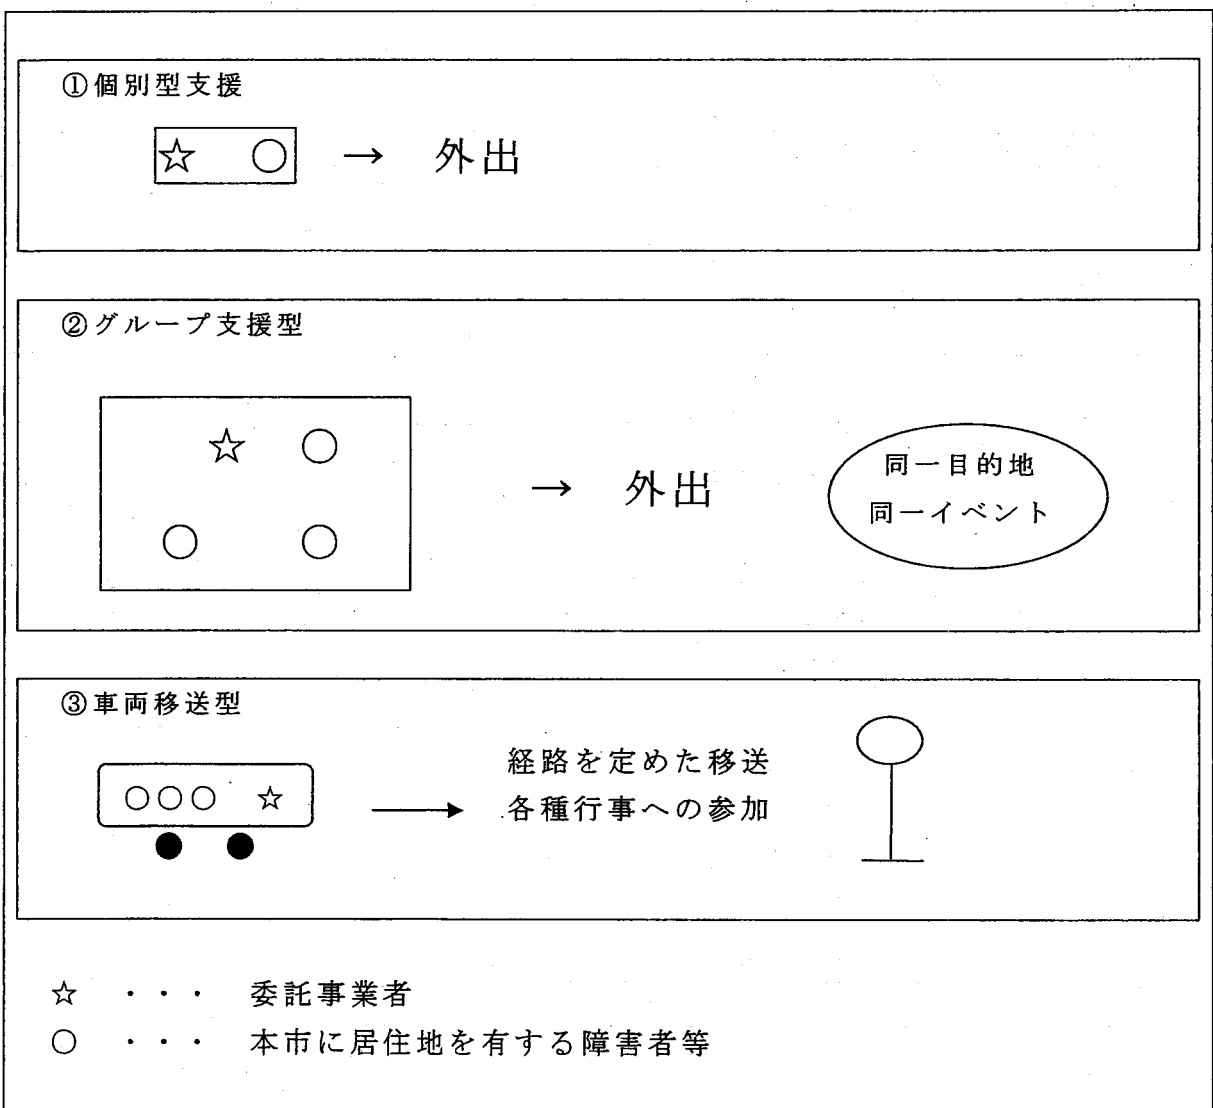 ①個別型支援
☆ ○ → 外出
②グループ支援型
☆ ○
○ ○
→ 外出
同一目的地
同一イベント
③車両移送型
○○○ ☆
経路を定めた移送
各種行事への参加
☆ ・・・ 委託事業者
○ ・・・ 本市に居住地を有する障害者等